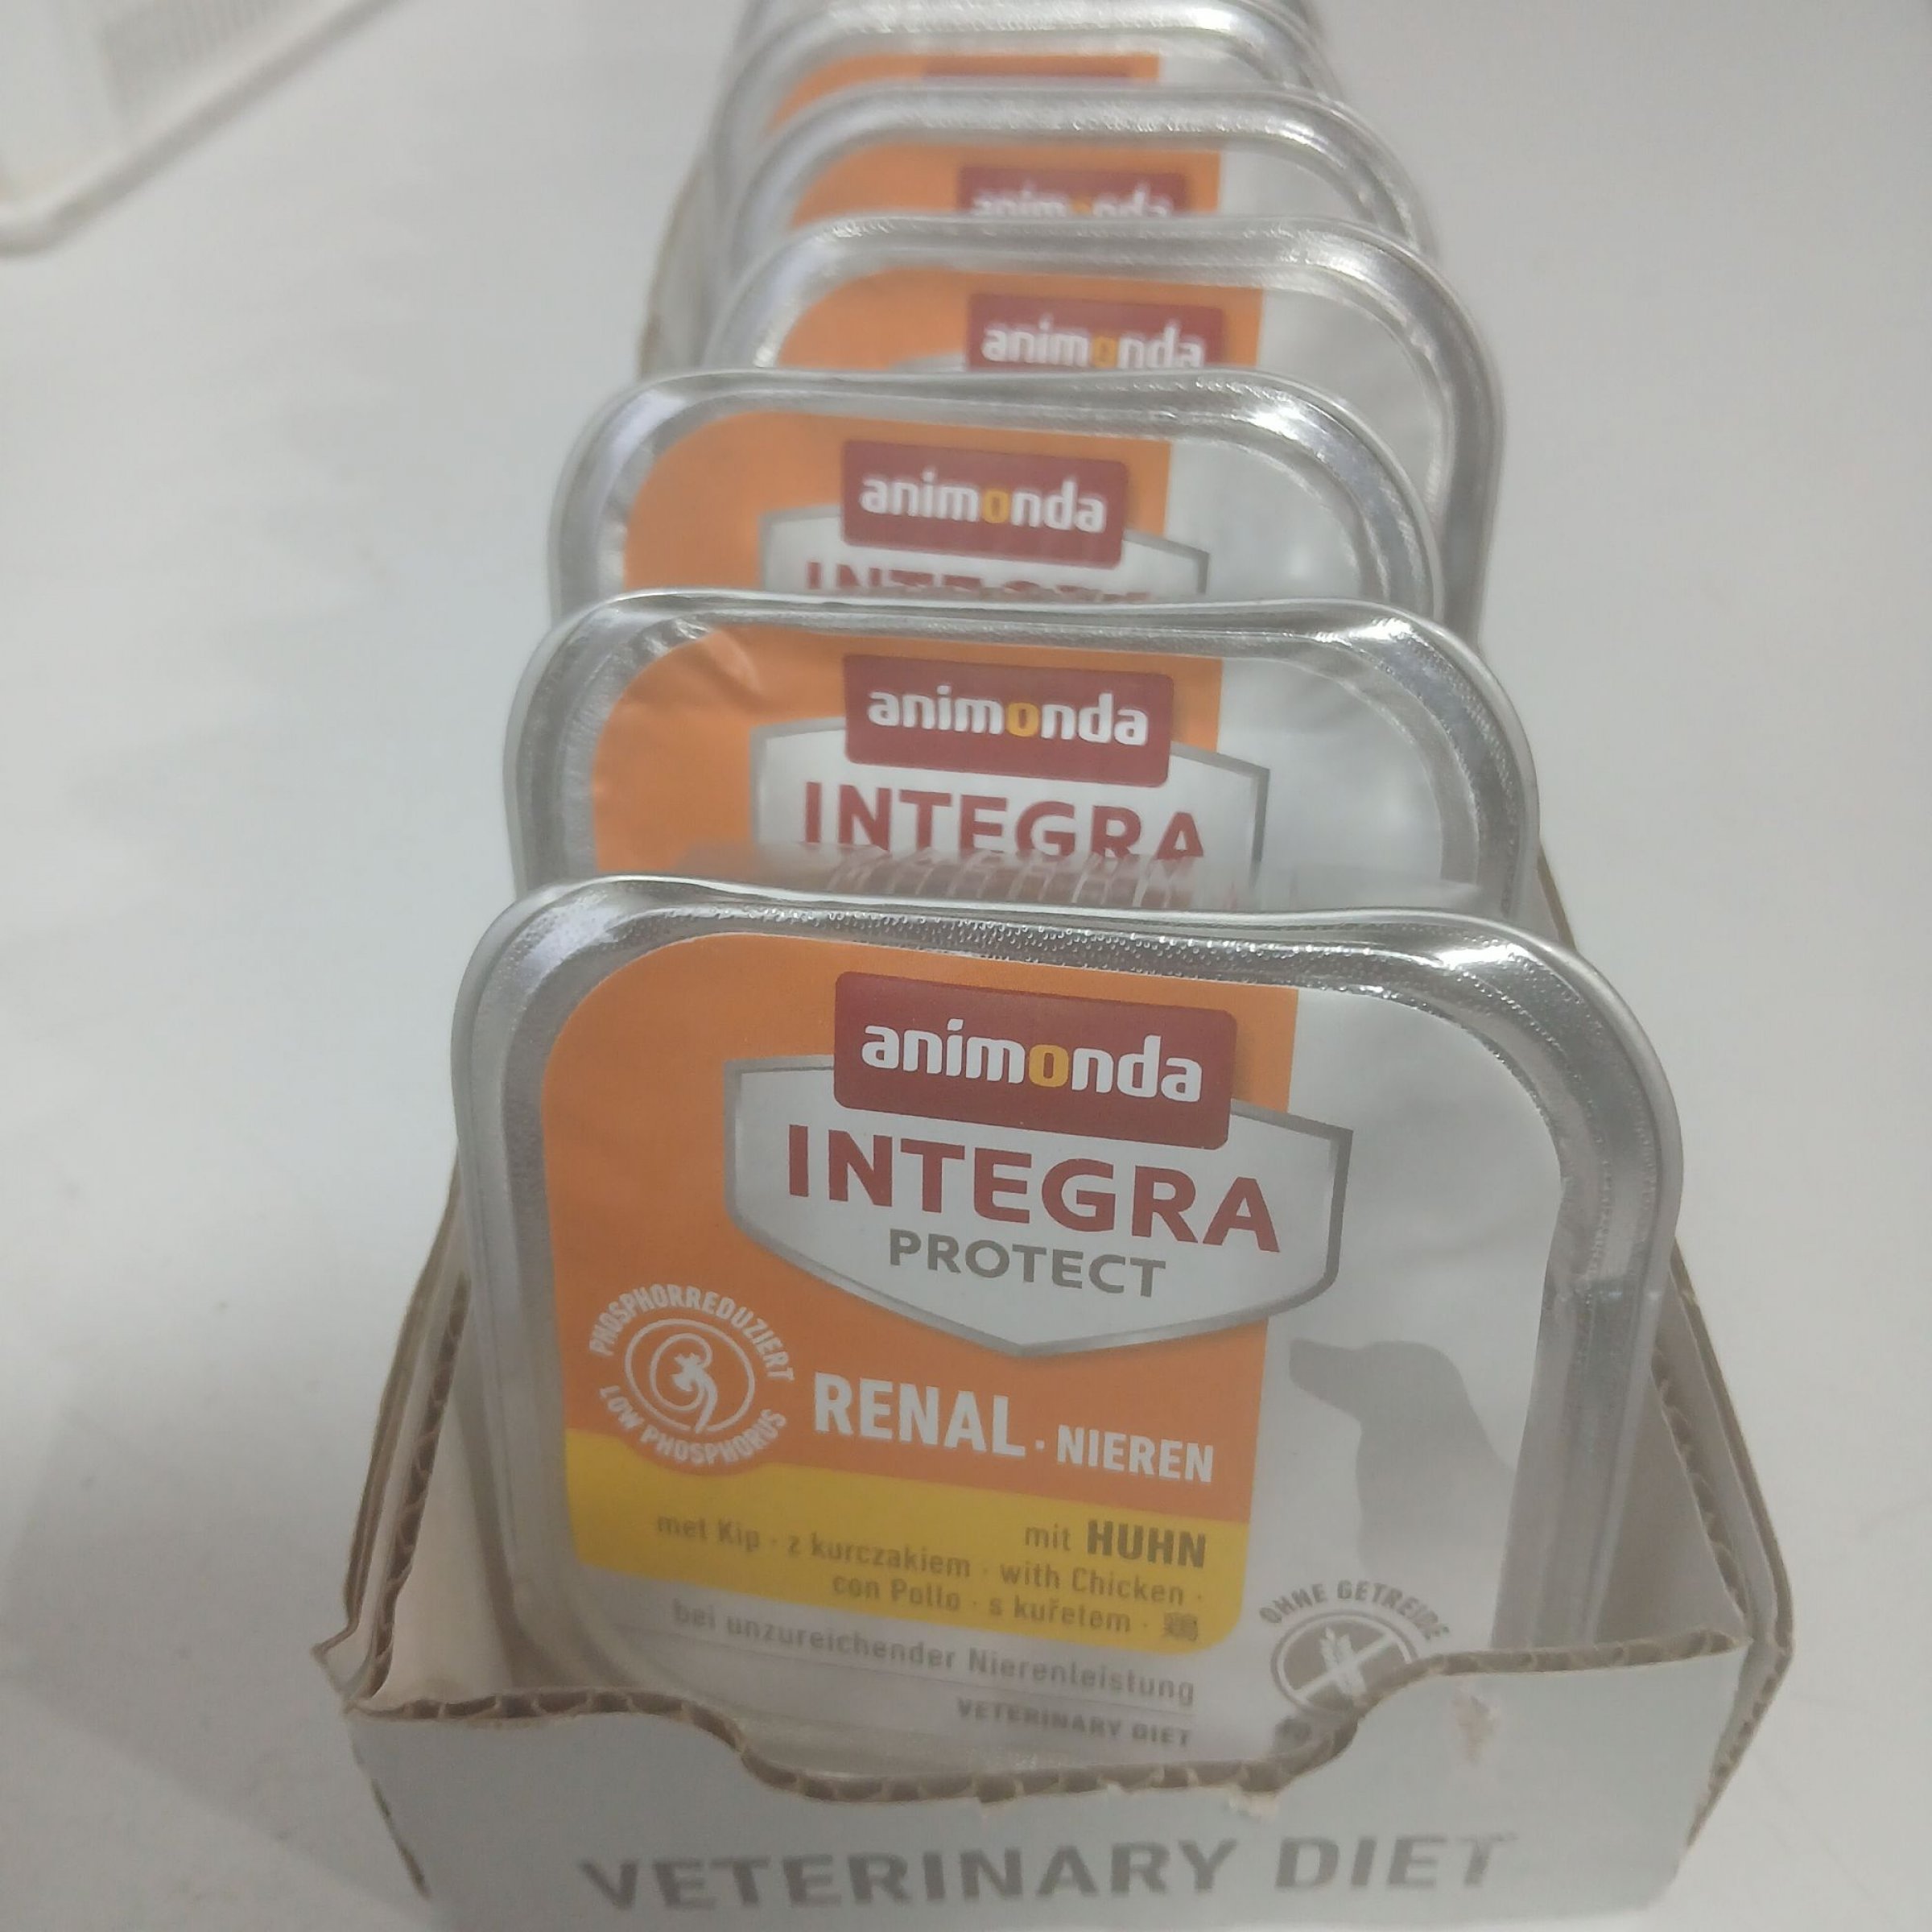 animonda
animonda
animonda
INTEGRA
animonda
INTEGRA
animonda
INTEGRA
PROTECT
PHOSPHORREDUZIERT
LOW PHOSPHORUS
RENAL · NIEREN
mit HUHN
met Kip · z kurczakiem · with Chicken ·
con Pollo · s kuřetem ·
bei unzureichender Nierenleistung
VETERINARY DIET
OHNE GETREIDE
VETERINARY DIET